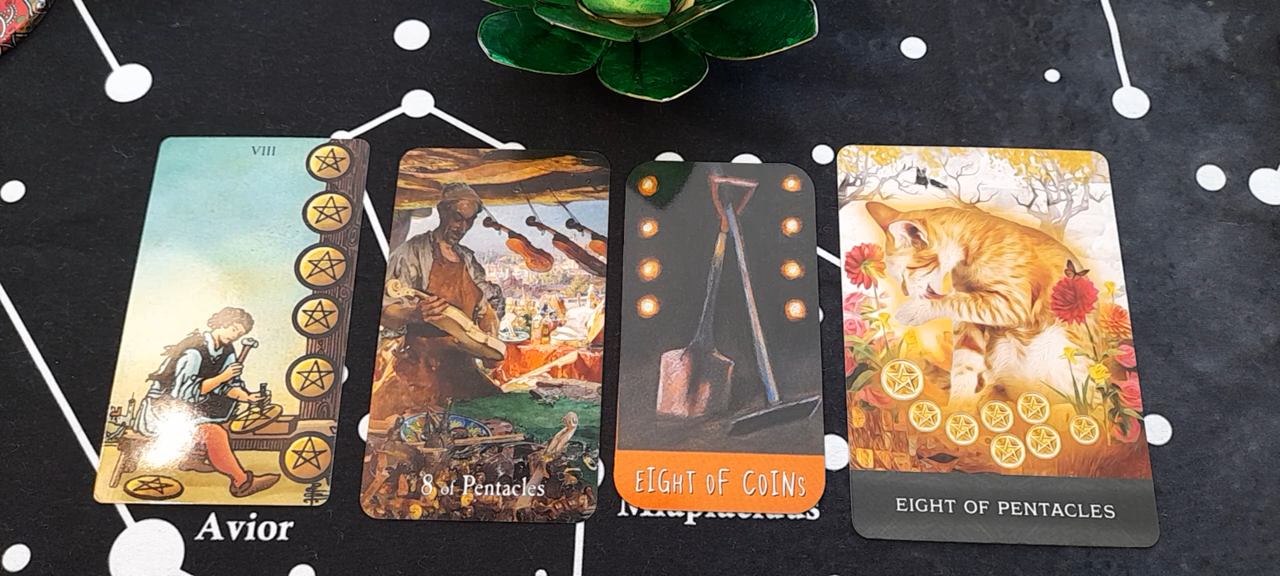 VIII
8 of Pentacles
EIGHT OF COINS
EIGHT OF PENTACLES
Avior